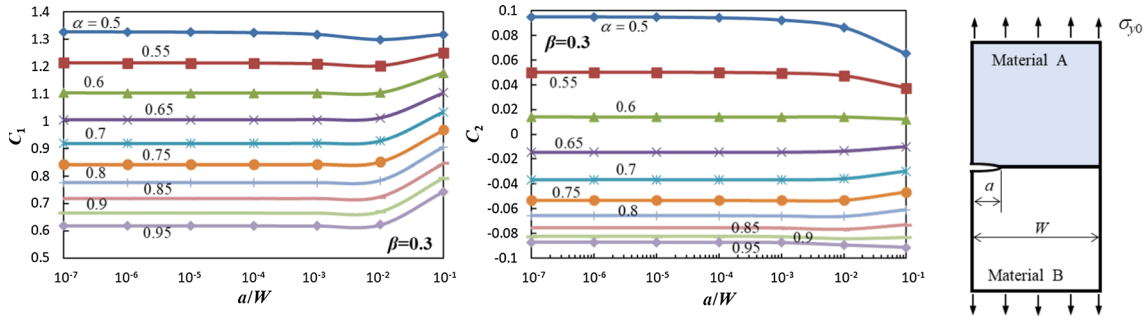 1.4
1.3
1.2
1.1
1
0.9
0.8
0.7
0.6
0.5
C₁
α = 0.5
0.55
0.6
0.65
0.7
0.75
0.8
0.85
0.9
0.95
β=0.3
10⁻⁷ 10⁻⁶ 10⁻⁵ 10⁻⁴ 10⁻³ 10⁻² 10⁻¹
a/W
0.1
0.08
0.06
0.04
0.02
0
-0.02
-0.04
-0.06
-0.08
-0.1
C₂
β=0.3
α = 0.5
0.55
0.6
0.65
0.7
0.75
0.8
0.85
0.9
0.95
10⁻⁷ 10⁻⁶ 10⁻⁵ 10⁻⁴ 10⁻³ 10⁻² 10⁻¹
a/W
σy0
Material A
a
W
Material B